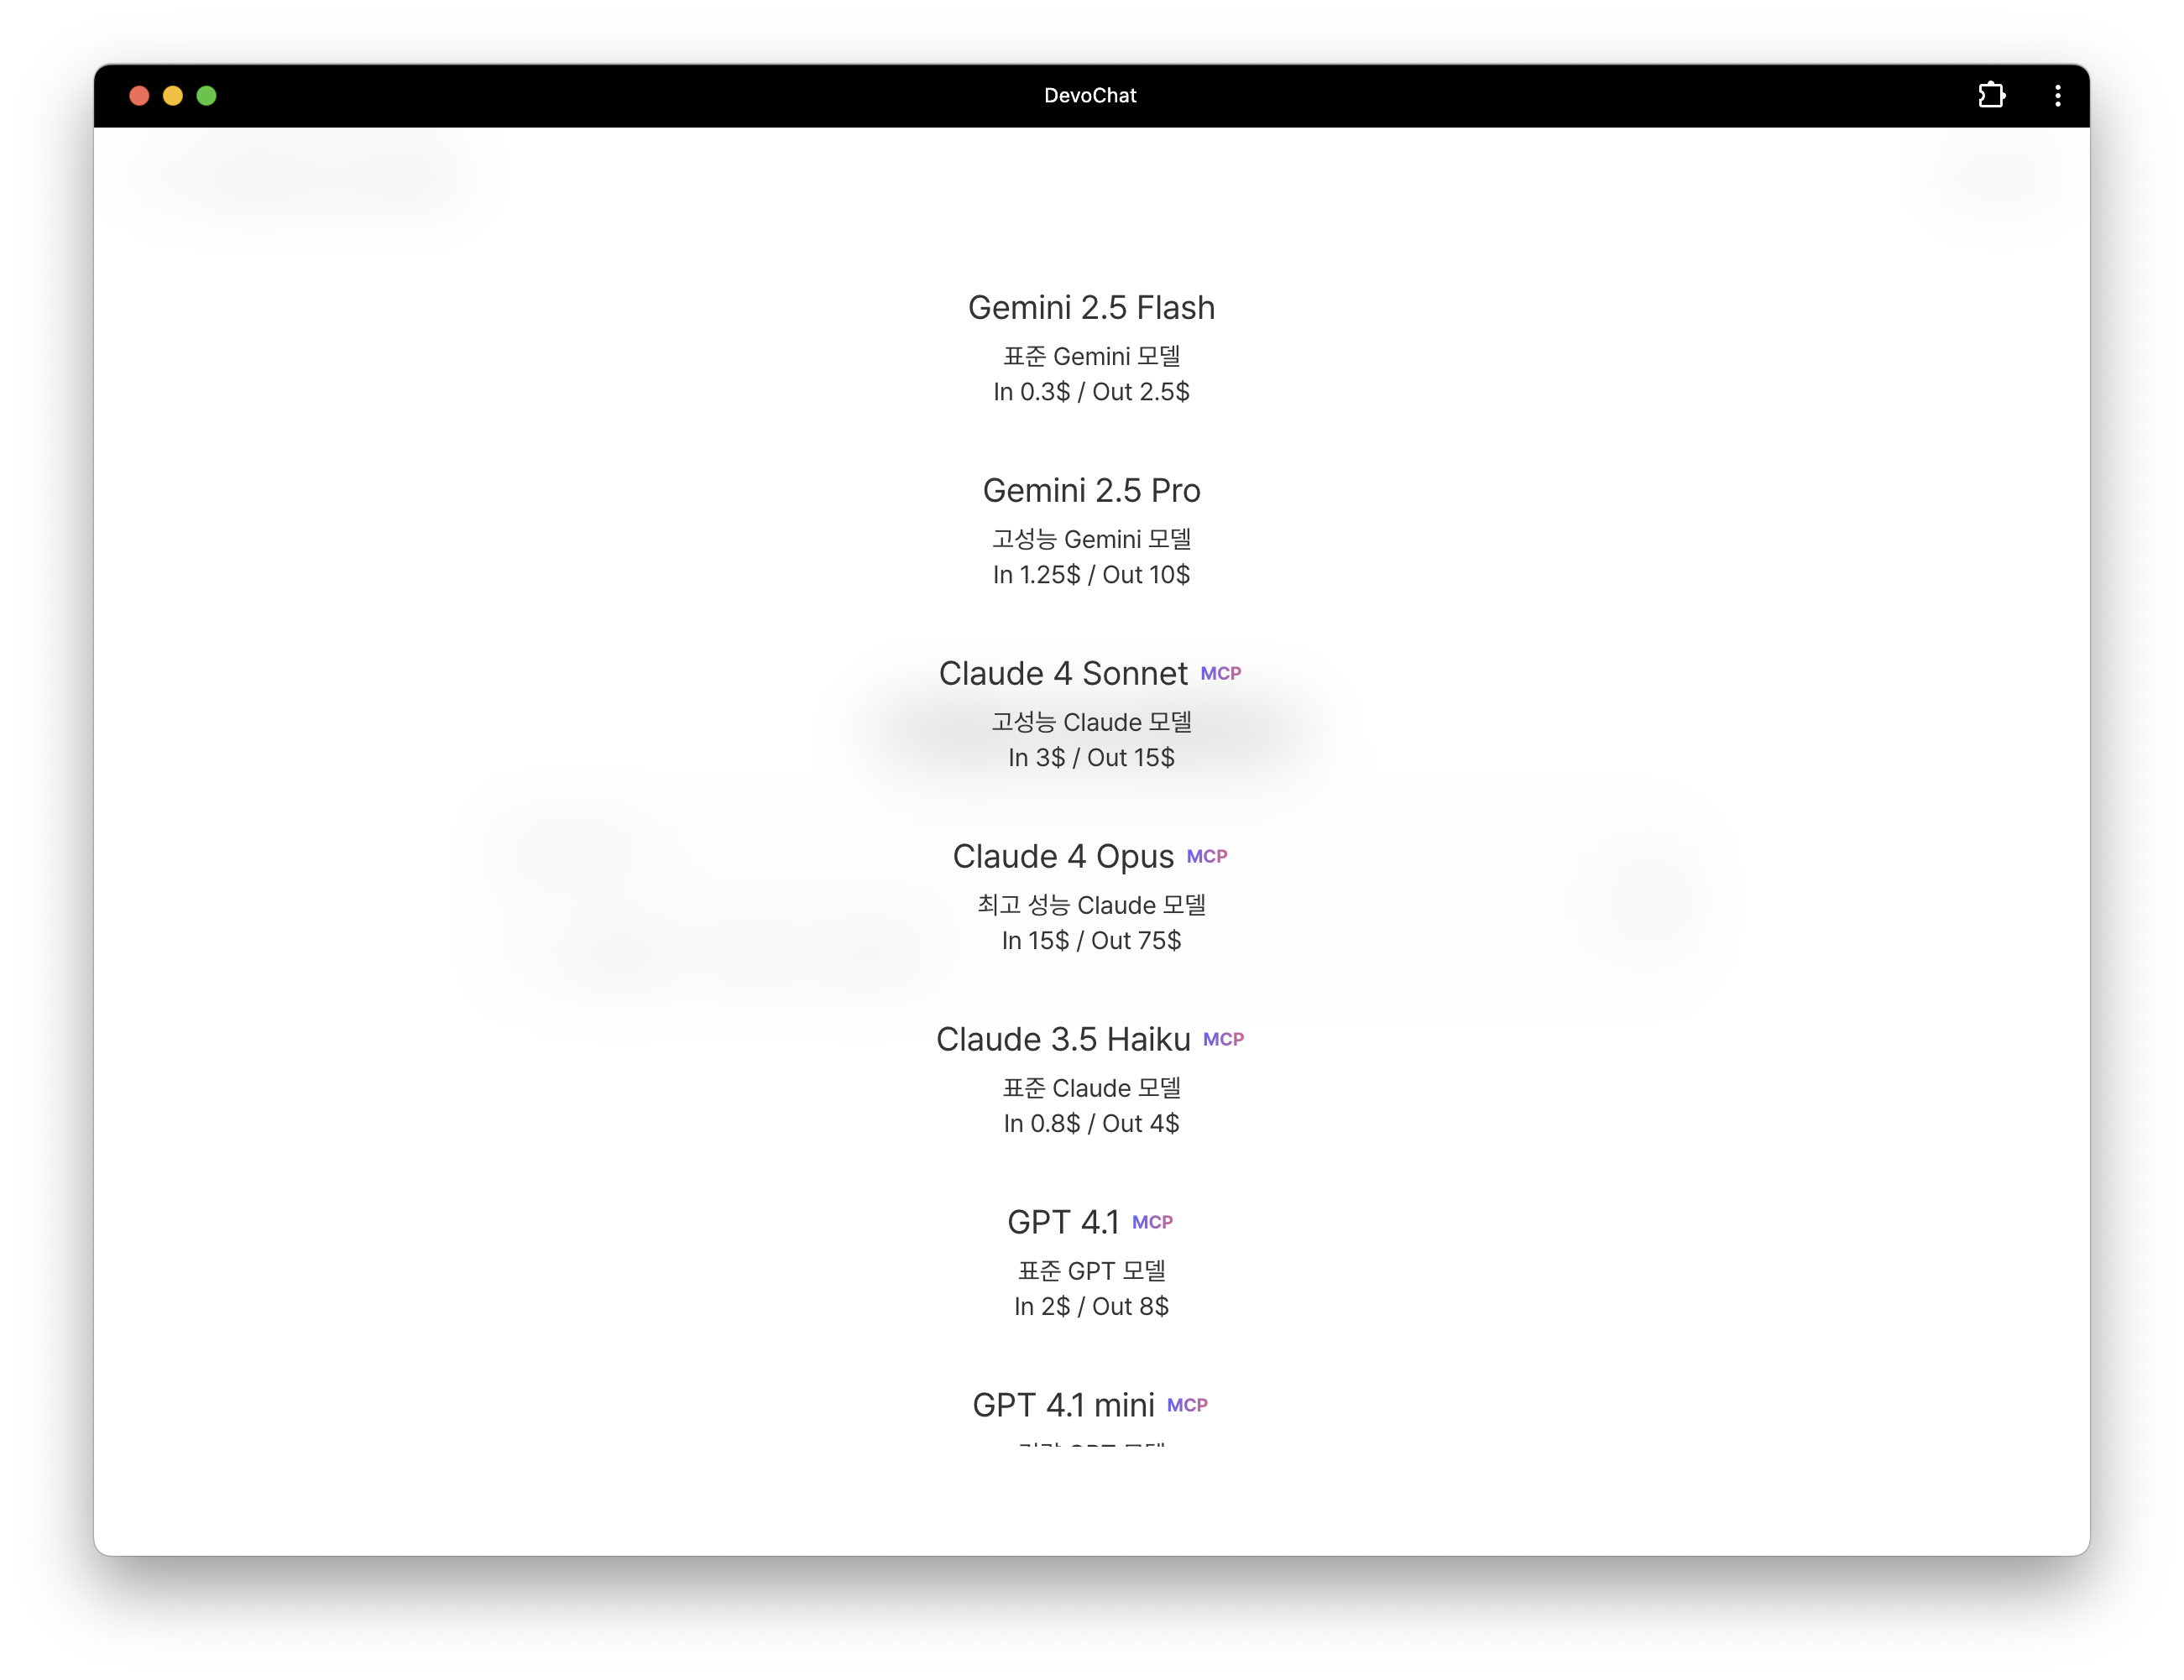 DevoChat
Gemini 2.5 Flash
표준 Gemini 모델
In 0.3$ / Out 2.5$
Gemini 2.5 Pro
고성능 Gemini 모델
In 1.25$ / Out 10$
Claude 4 Sonnet MCP
고성능 Claude 모델
In 3$ / Out 15$
Claude 4 Opus MCP
최고 성능 Claude 모델
In 15$ / Out 75$
Claude 3.5 Haiku MCP
표준 Claude 모델
In 0.8$ / Out 4$
GPT 4.1 MCP
표준 GPT 모델
In 2$ / Out 8$
GPT 4.1 mini MCP
GPT 모델